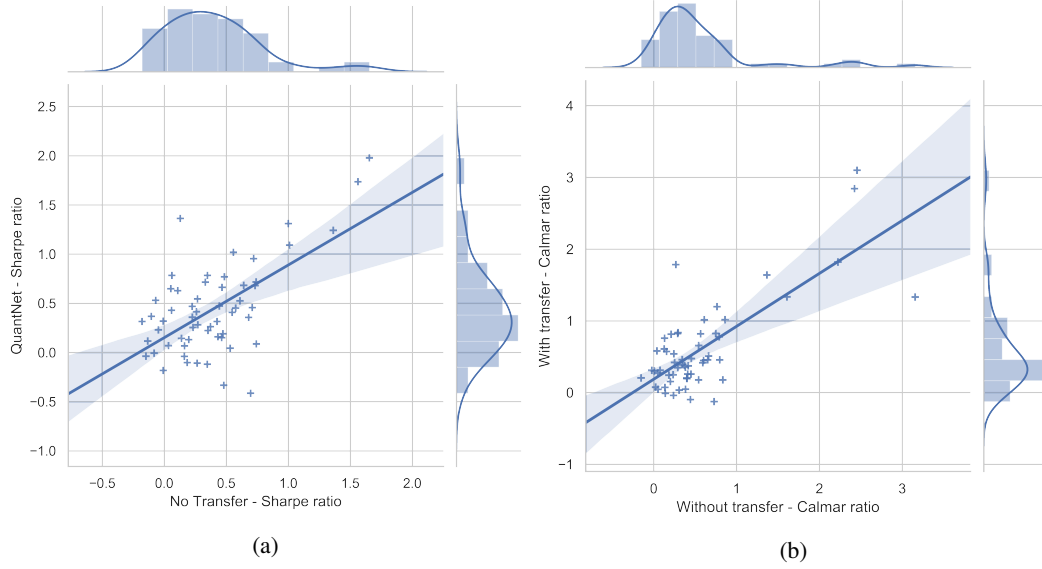 2.5
2.0
1.5
1.0
0.5
0.0
−0.5
−1.0
QuantNet - Sharpe ratio
−0.5 0.0 0.5 1.0 1.5 2.0
No Transfer - Sharpe ratio
(a)
4
3
2
1
0
−1
With transfer - Calmar ratio
0 1 2 3
Without transfer - Calmar ratio
(b)